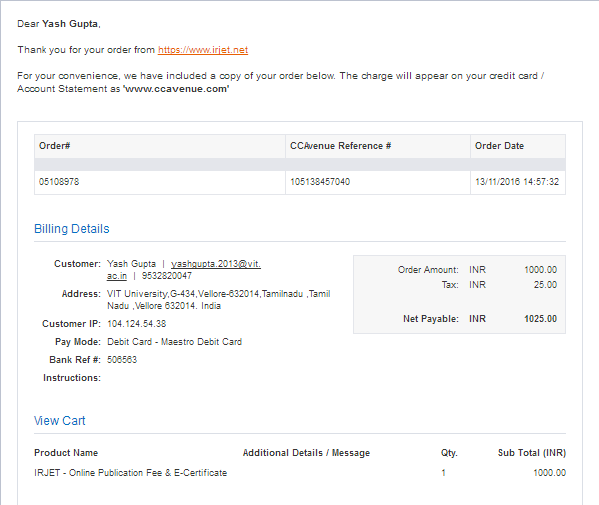 Dear Yash Gupta,
Thank you for your order from https://www.irjet.net
For your convenience, we have included a copy of your order below. The charge will appear on your credit card /
Account Statement as 'www.ccavenue.com'
Order# CCAvenue Reference # Order Date
05108978 105138457040 13/11/2016 14:57:32
Billing Details
Customer: Yash Gupta | yashgupta.2013@vit.
ac.in | 9532820047
Address: VIT University,G-434,Vellore-632014,Tamilnadu ,Tamil
Nadu ,Vellore 632014. India
Customer IP: 104.124.54.38
Pay Mode: Debit Card - Maestro Debit Card
Bank Ref #: 506563
Instructions:
Order Amount: INR 1000.00
Tax: INR 25.00
Net Payable: INR 1025.00
View Cart
Product Name Additional Details / Message Qty. Sub Total (INR)
IRJET - Online Publication Fee & E-Certificate 1 1000.00